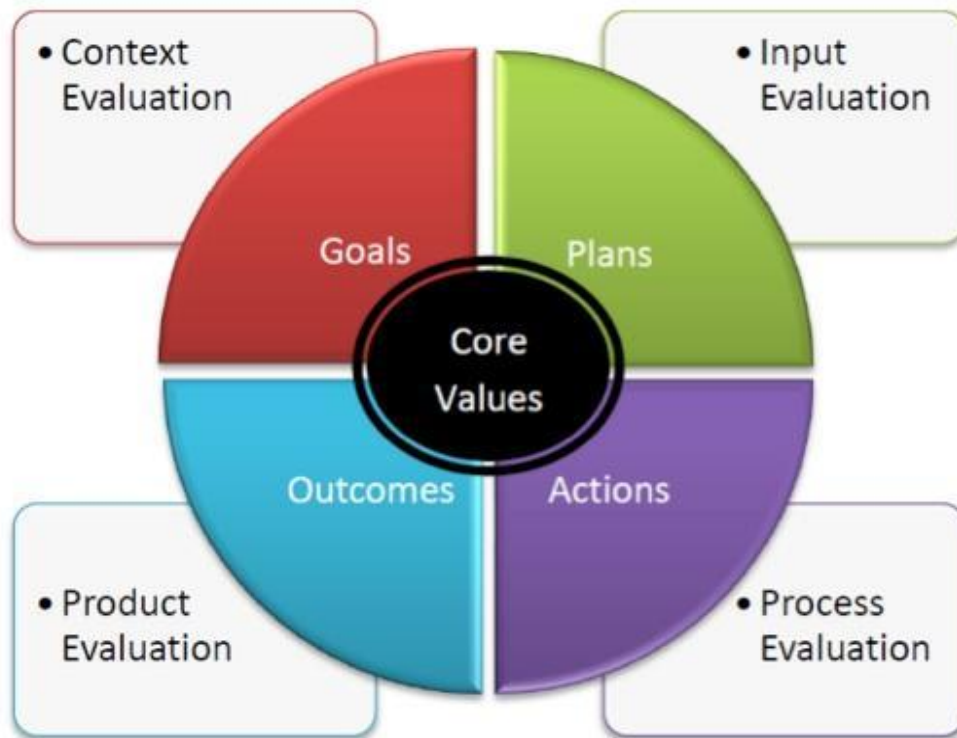 • Context
Evaluation
• Input
Evaluation
Goals
Plans
Core
Values
Outcomes
Actions
• Product
Evaluation
• Process
Evaluation